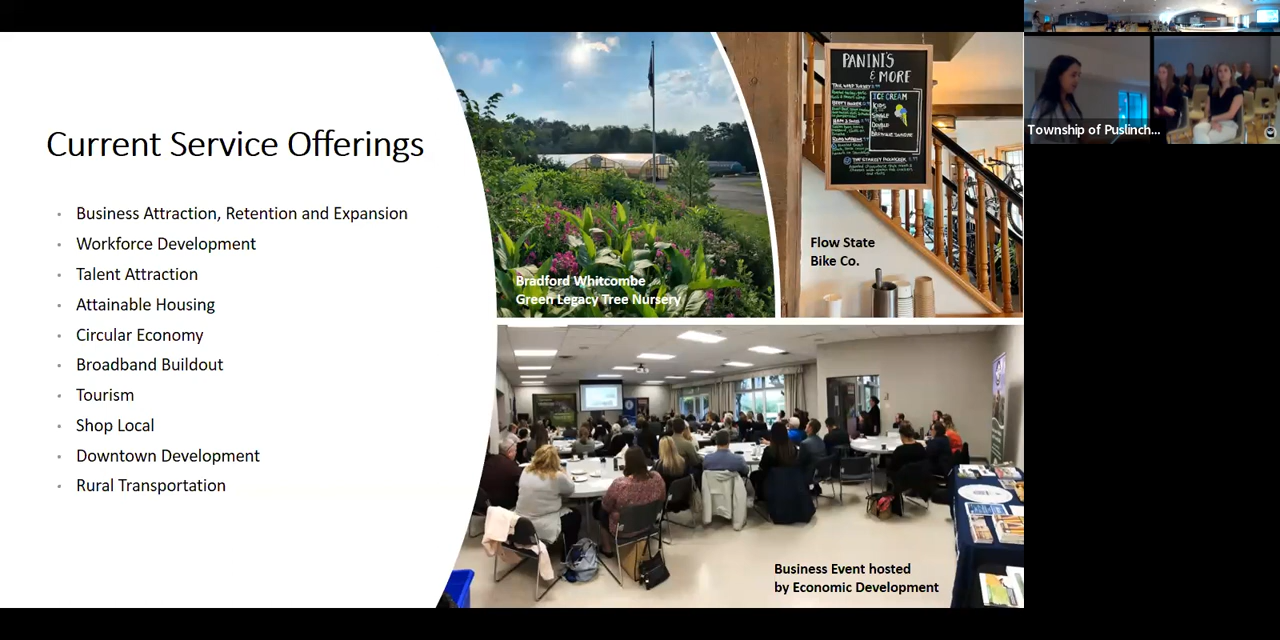 Current Service Offerings
Business Attraction, Retention and Expansion
Workforce Development
Talent Attraction
Attainable Housing
Circular Economy
Broadband Buildout
Tourism
Shop Local
Downtown Development
Rural Transportation
Bradford Whitcombe
Green Legacy Tree Nursery
PANINI'S
& MORE
ICE CREAM
KIDS
SINGLE
DOUBLE
Flow State
Bike Co.
Business Event hosted
by Economic Development
Township of Puslinch...